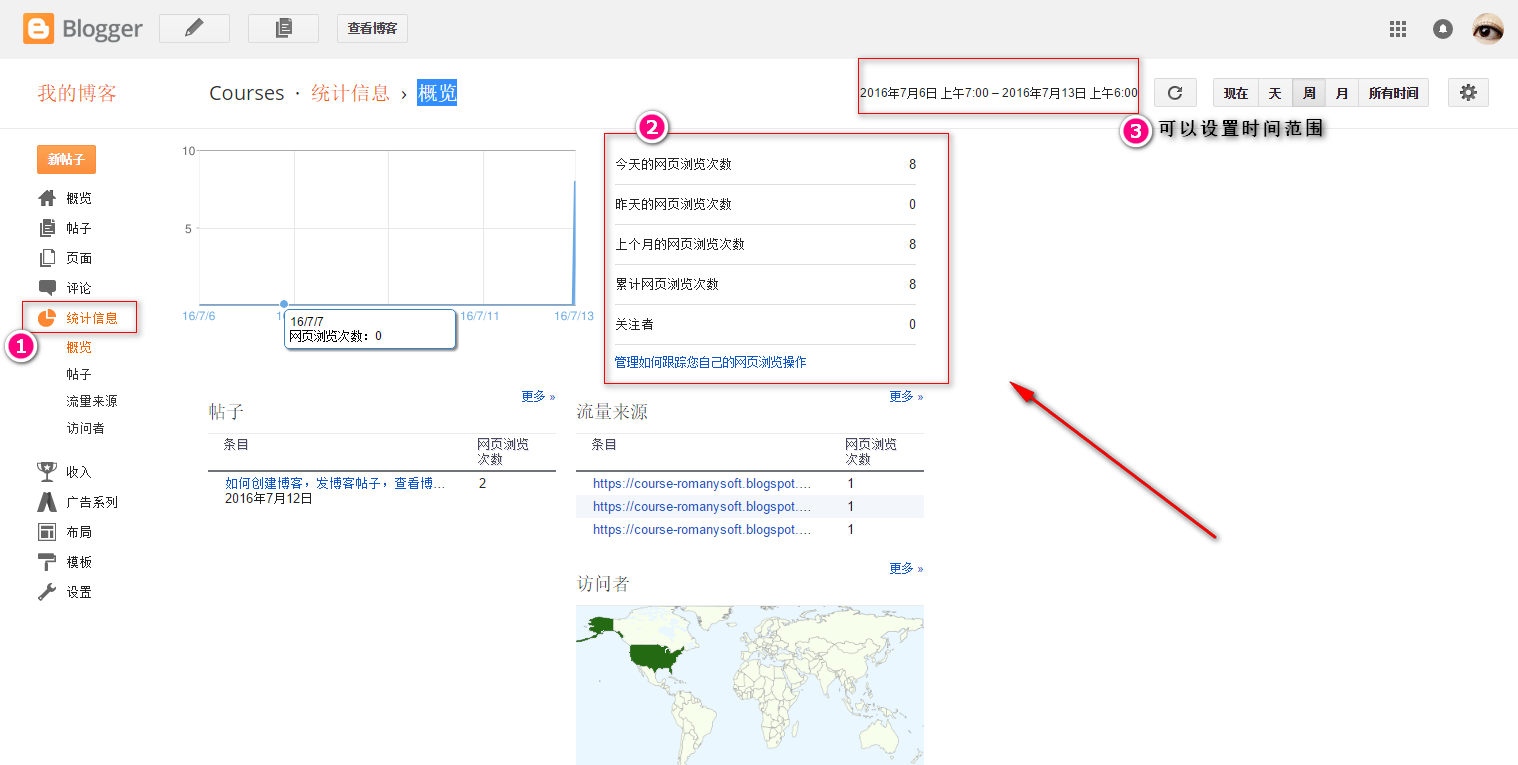 Blogger
查看博客
我的博客
Courses · 统计信息 › 概览
2016年7月6日 上午7:00 – 2016年7月13日 上午6:00
现在 天 周 月 所有时间
3 可以设置时间范围
新帖子
概览
帖子
页面
评论
统计信息
1
概览
帖子
流量来源
访问者
收入
广告系列
布局
模板
设置
10
5
16/7/6
16/7/11
16/7/13
16/7/7
网页浏览次数：0
2
今天的网页浏览次数 8
昨天的网页浏览次数 0
上个月的网页浏览次数 8
累计网页浏览次数 8
关注者 0
管理如何跟踪您自己的网页浏览操作
更多 »
帖子
条目 网页浏览
次数
如何创建博客，发博客帖子，查看博... 2
2016年7月12日
更多 »
流量来源
条目 网页浏览
次数
https://course-romanysoft.blogspot.... 1
https://course-romanysoft.blogspot.... 1
https://course-romanysoft.blogspot.... 1
更多 »
访问者